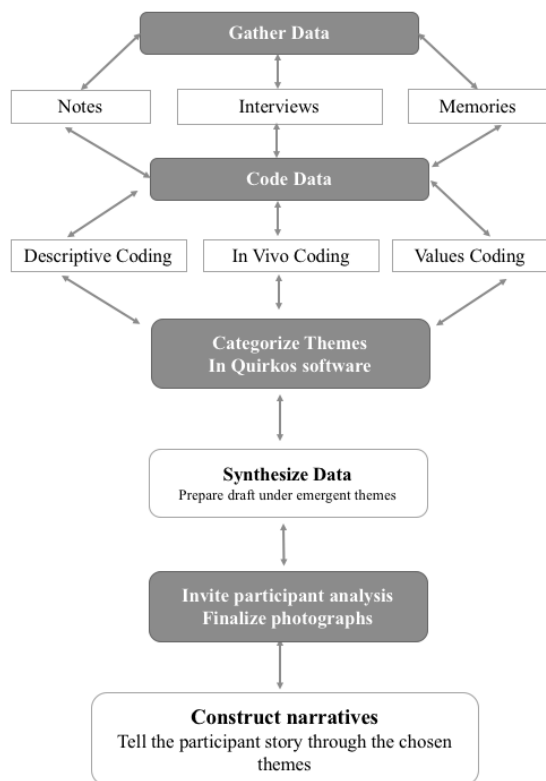 Gather Data
Notes
Interviews
Memories
Code Data
Descriptive Coding
In Vivo Coding
Values Coding
Categorize Themes
In Quirkos software
Synthesize Data
Prepare draft under emergent themes
Invite participant analysis
Finalize photographs
Construct narratives
Tell the participant story through the chosen
themes